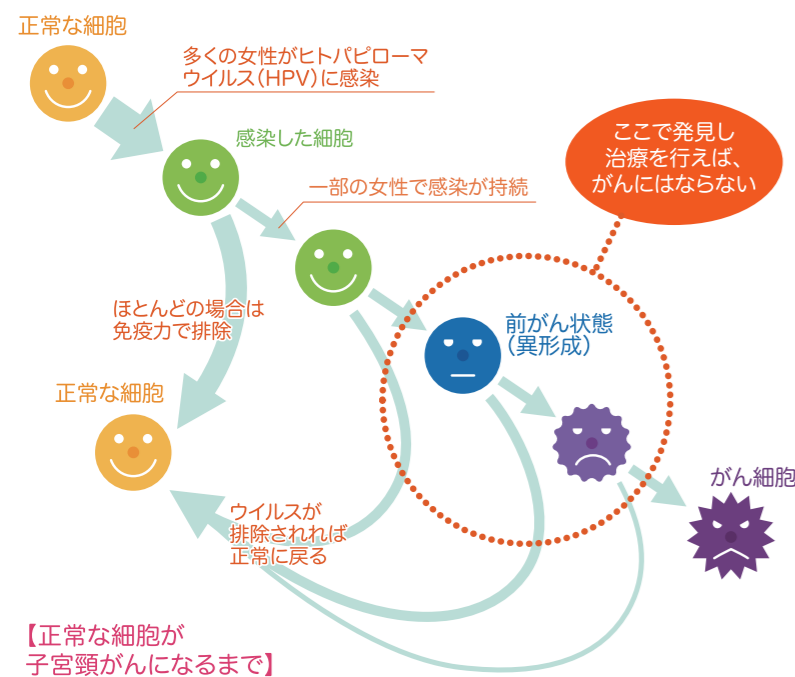 正常な細胞
多くの女性がヒトパピローマ
ウイルス（HPV）に感染
感染した細胞
ここで発見し
治療を行えば、
がんにはならない
一部の女性で感染が持続
ほとんどの場合は
免疫力で排除
前がん状態
（異形成）
正常な細胞
がん細胞
ウイルスが
排除されれば
正常に戻る
【正常な細胞が
子宮頸がんになるまで】